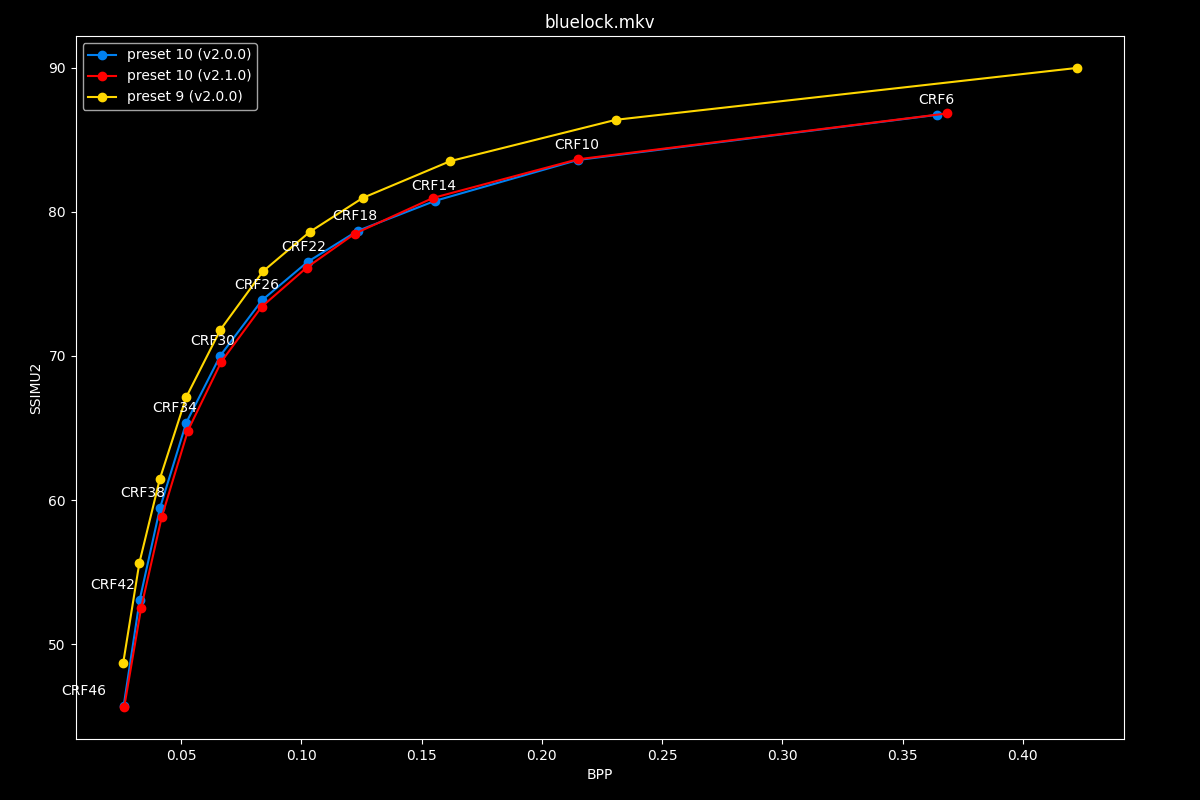 bluelock.mkv
preset 10 (v2.0.0)
preset 10 (v2.1.0)
preset 9 (v2.0.0)
90
80
70
60
50
SSIMU2
CRF6
CRF10
CRF14
CRF18
CRF22
CRF26
CRF30
CRF34
CRF38
CRF42
CRF46
0.05 0.10 0.15 0.20 0.25 0.30 0.35 0.40
BPP